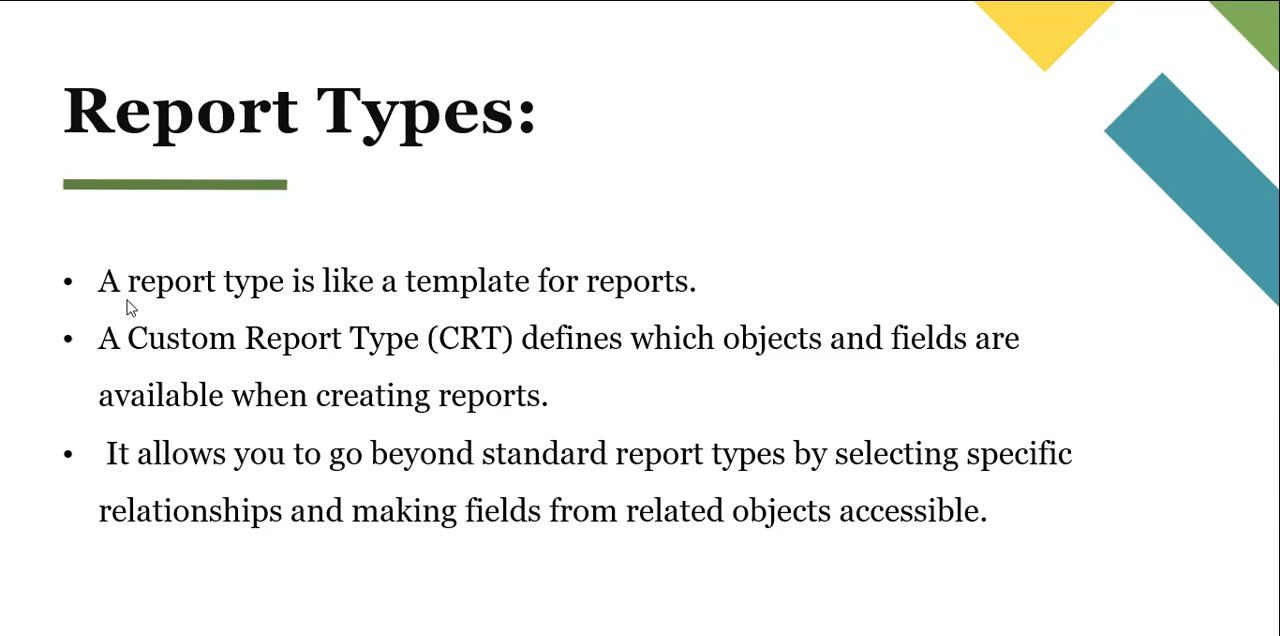 Report Types:
• A report type is like a template for reports.
• A Custom Report Type (CRT) defines which objects and fields are
available when creating reports.
• It allows you to go beyond standard report types by selecting specific
relationships and making fields from related objects accessible.